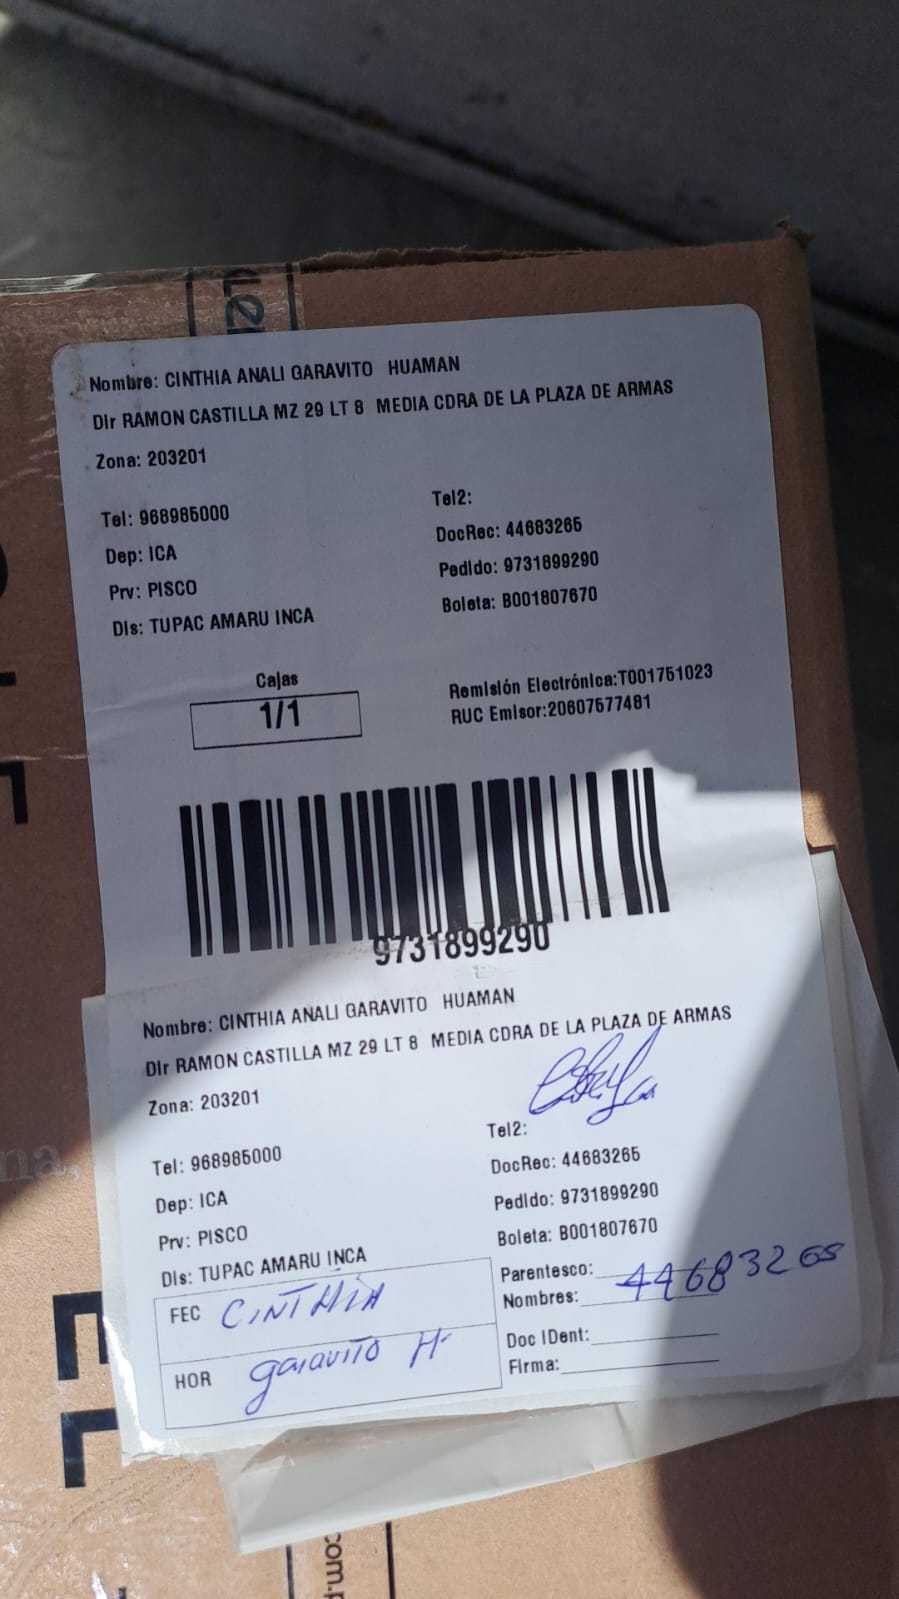 Nombre: CINTHIA ANALI GARAVITO HUAMAN
Dir RAMON CASTILLA MZ 29 LT 8 MEDIA CDRA DE LA PLAZA DE ARMAS
Zona: 203201
Tel: 968985000 Tel2:
Dep: ICA DocRec: 44683265
Prv: PISCO Pedido: 9731899290
Dis: TUPAC AMARU INCA Boleta: B001807670
Cajas
1/1
Remisión Electrónica:T001751023
RUC Emisor:20607577481
9731899290
Nombre: CINTHIA ANALI GARAVITO HUAMAN
Dir RAMON CASTILLA MZ 29 LT 8 MEDIA CDRA DE LA PLAZA DE ARMAS
Zona: 203201
Tel: 968985000 Tel2:
Dep: ICA DocRec: 44683265
Prv: PISCO Pedido: 9731899290
Dis: TUPAC AMARU INCA Boleta: B001807670
FEC CINTHIA
HOR garavito H
Parentesco:
Nombres: 44683265
Doc IDent:
Firma:
na,
E
L